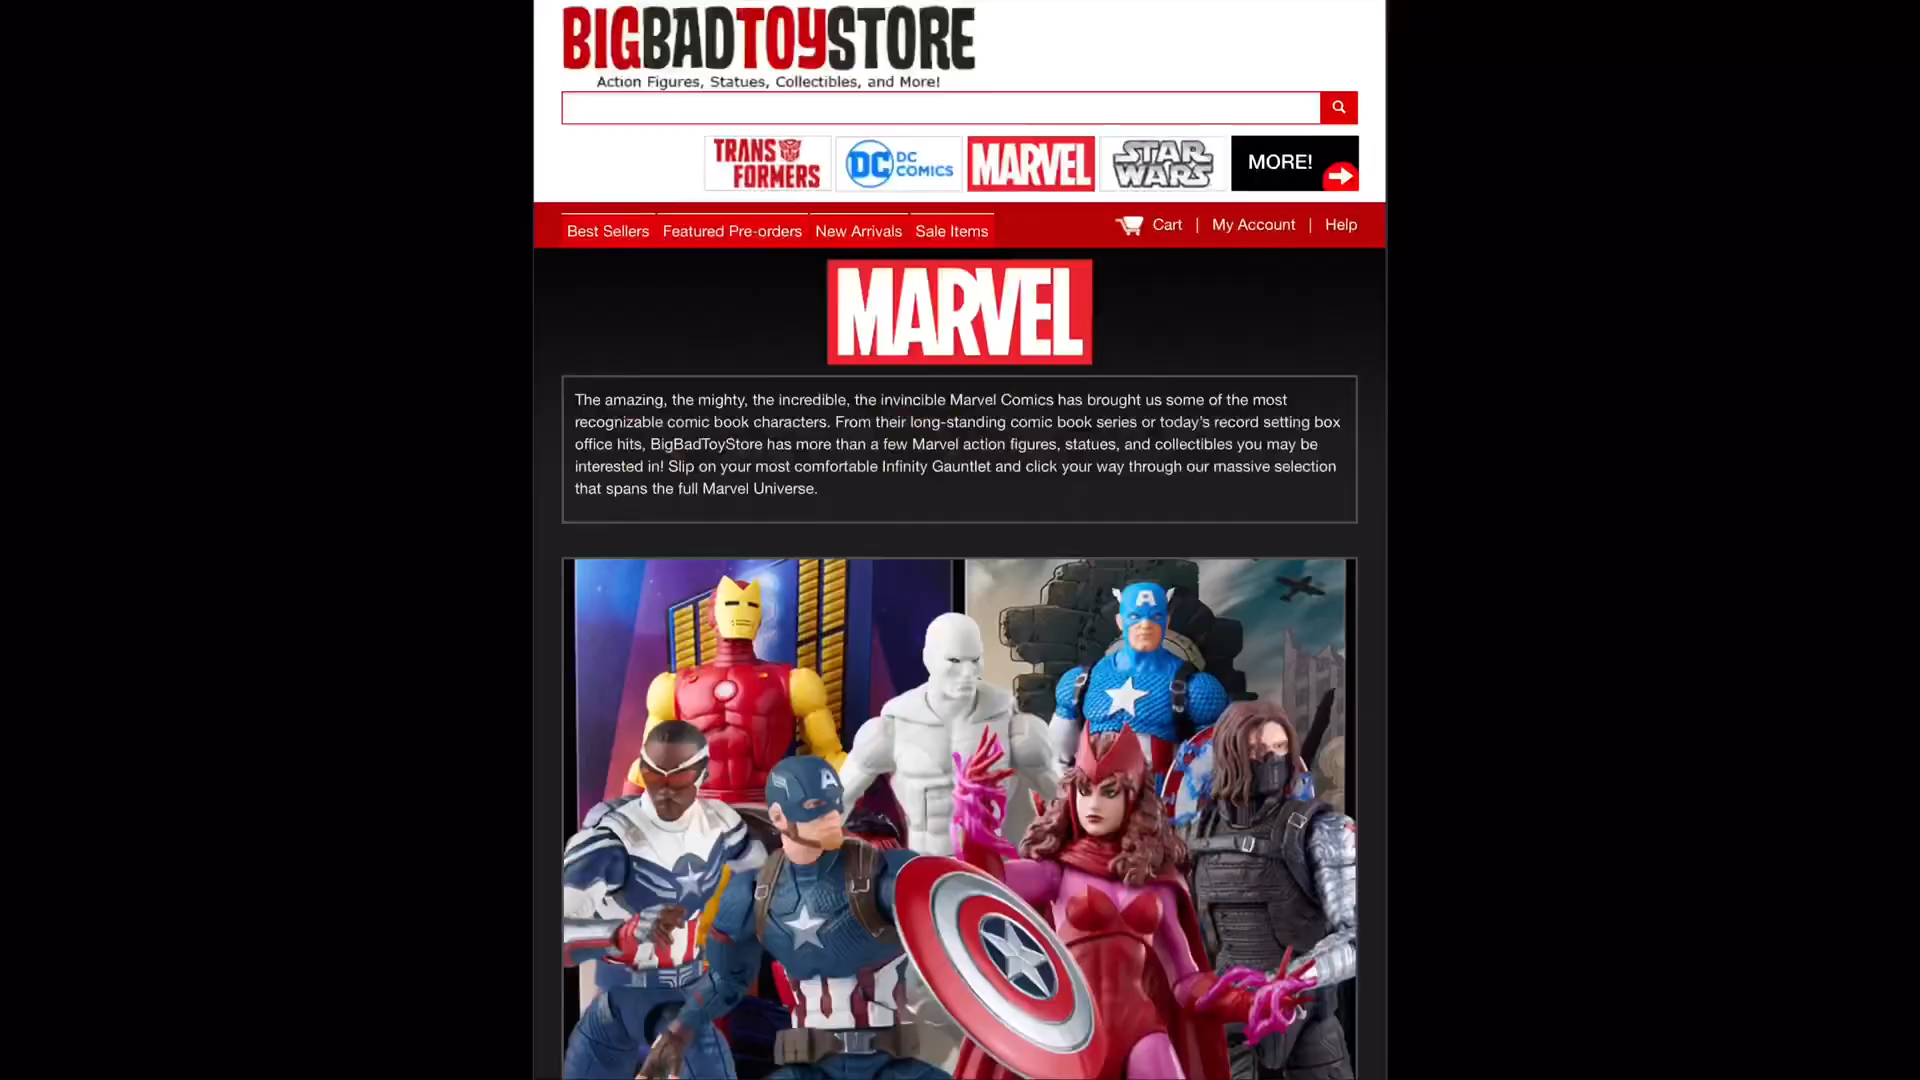 BIGBADTOYSTORE
Action Figures, Statues, Collectibles, and More!
TRANSFORMERS
DC DC COMICS
MARVEL
STAR WARS
MORE!
Best Sellers Featured Pre-orders New Arrivals Sale Items
Cart | My Account | Help
MARVEL
The amazing, the mighty, the incredible, the invincible Marvel Comics has brought us some of the most
recognizable comic book characters. From their long-standing comic book series or today's record setting box
office hits, BigBadToyStore has more than a few Marvel action figures, statues, and collectibles you may be
interested in! Slip on your most comfortable Infinity Gauntlet and click your way through our massive selection
that spans the full Marvel Universe.
A
A